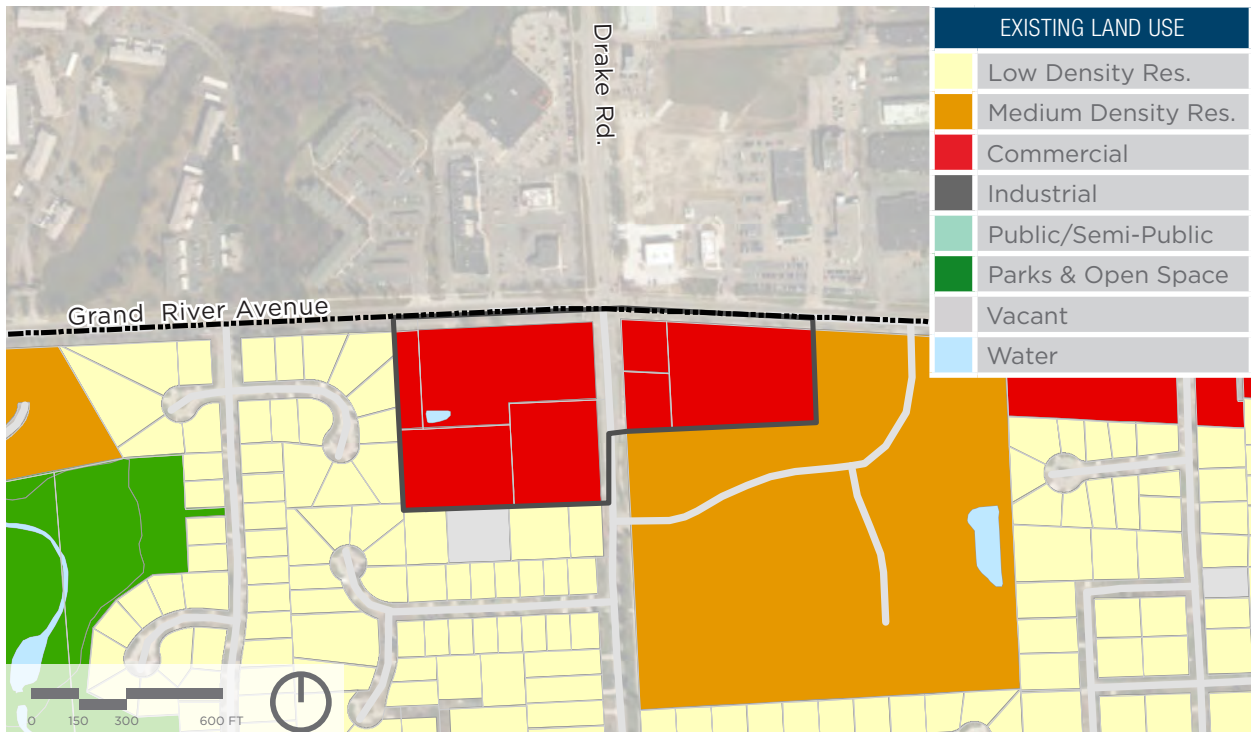 Drake Rd.
EXISTING LAND USE
Low Density Res.
Medium Density Res.
Commercial
Industrial
Public/Semi-Public
Parks & Open Space
Vacant
Water
Grand River Avenue
0 150 300 600 FT